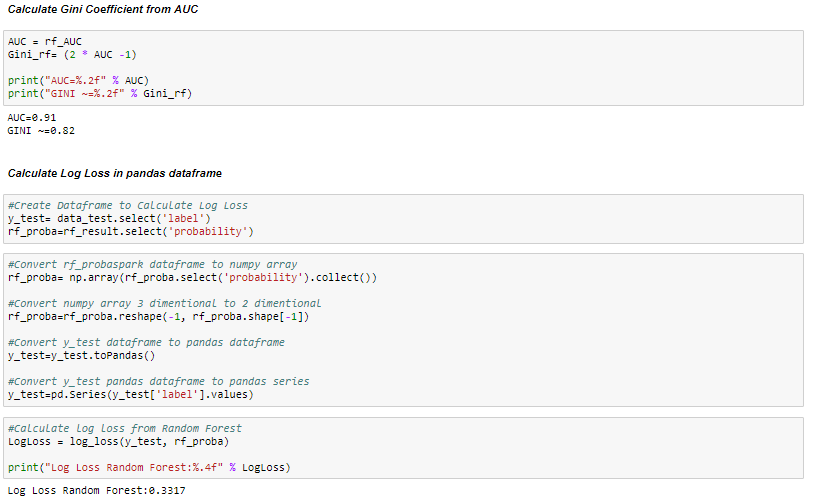 Calculate Gini Coefficient from AUC
AUC = rf_AUC
Gini_rf= (2 * AUC -1)
print("AUC=%.2f" % AUC)
print("GINI ~=%.2f" % Gini_rf)
AUC=0.91
GINI ~=0.82
Calculate Log Loss in pandas dataframe
#Create Dataframe to Calculate Log Loss
y_test= data_test.select('label')
rf_proba=rf_result.select('probability')
#Convert rf_probaspark dataframe to numpy array
rf_proba= np.array(rf_proba.select('probability').collect())
#Convert numpy array 3 dimentional to 2 dimentional
rf_proba=rf_proba.reshape(-1, rf_proba.shape[-1])
#Convert y_test dataframe to pandas dataframe
y_test=y_test.toPandas()
#Convert y_test pandas dataframe to pandas series
y_test=pd.Series(y_test['label'].values)
#Calculate log loss from Random Forest
LogLoss = log_loss(y_test, rf_proba)
print("Log Loss Random Forest:%.4f" % LogLoss)
Log Loss Random Forest:0.3317